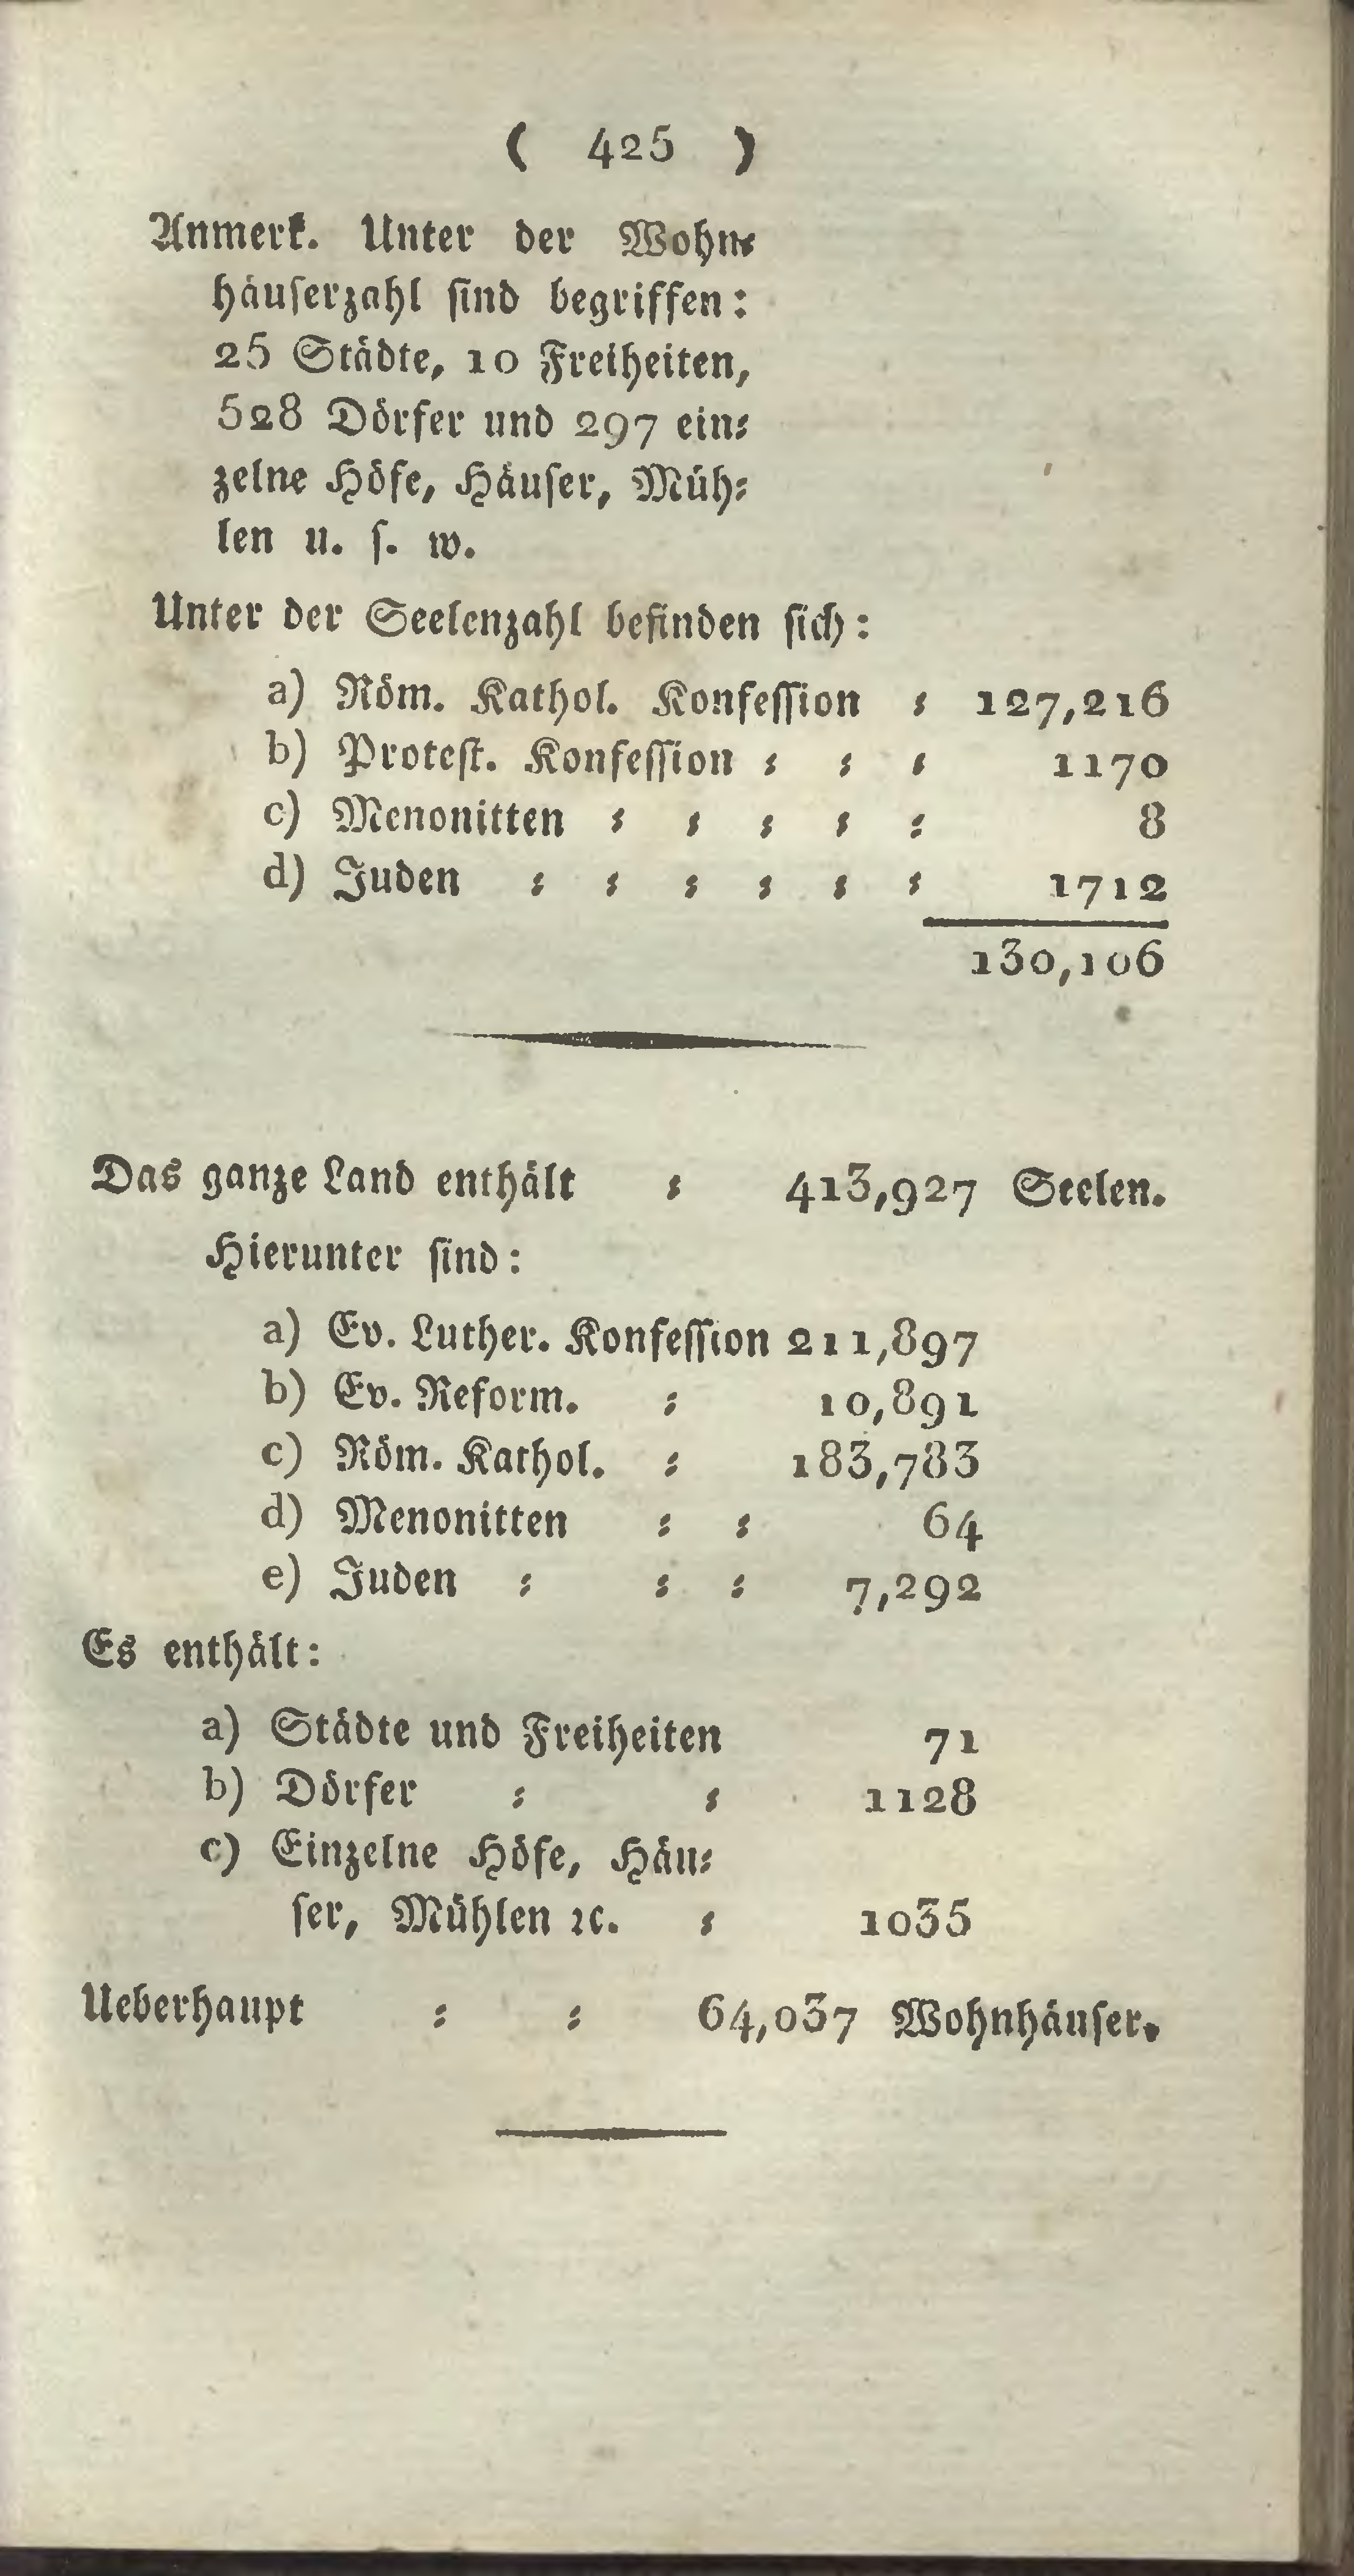 ( 425 )
Anmerk. Unter der Wohn⸗
häuserzahl sind begriffen:
25 Städte, 10 Freiheiten,
528 Dörfer und 297 ein⸗
zelne Höfe, Häuser, Müh⸗
len u. s. w.
Unter der Seelenzahl befinden sich:
a) Röm. Kathol. Konfession ⸗ 127,216
b) Protest. Konfession ⸗ ⸗ ⸗ 1170
c) Menonitten ⸗ ⸗ ⸗ ⸗ ⸗ 8
d) Juden ⸗ ⸗ ⸗ ⸗ ⸗ ⸗ 1712
130,106
Das ganze Land enthält ⸗ 413,927 Seelen.
Hierunter sind:
a) Ev. Luther. Konfession 211,897
b) Ev. Reform. ⸗ 10,891
c) Röm. Kathol. ⸗ 183,783
d) Menonitten ⸗ ⸗ 64
e) Juden ⸗ ⸗ ⸗ 7,292
Es enthält:
a) Städte und Freiheiten 71
b) Dörfer ⸗ ⸗ 1128
c) Einzelne Höfe, Häu⸗
ser, Mühlen ꝛc. ⸗ 1035
Ueberhaupt ⸗ ⸗ 64,037 Wohnhäuser.